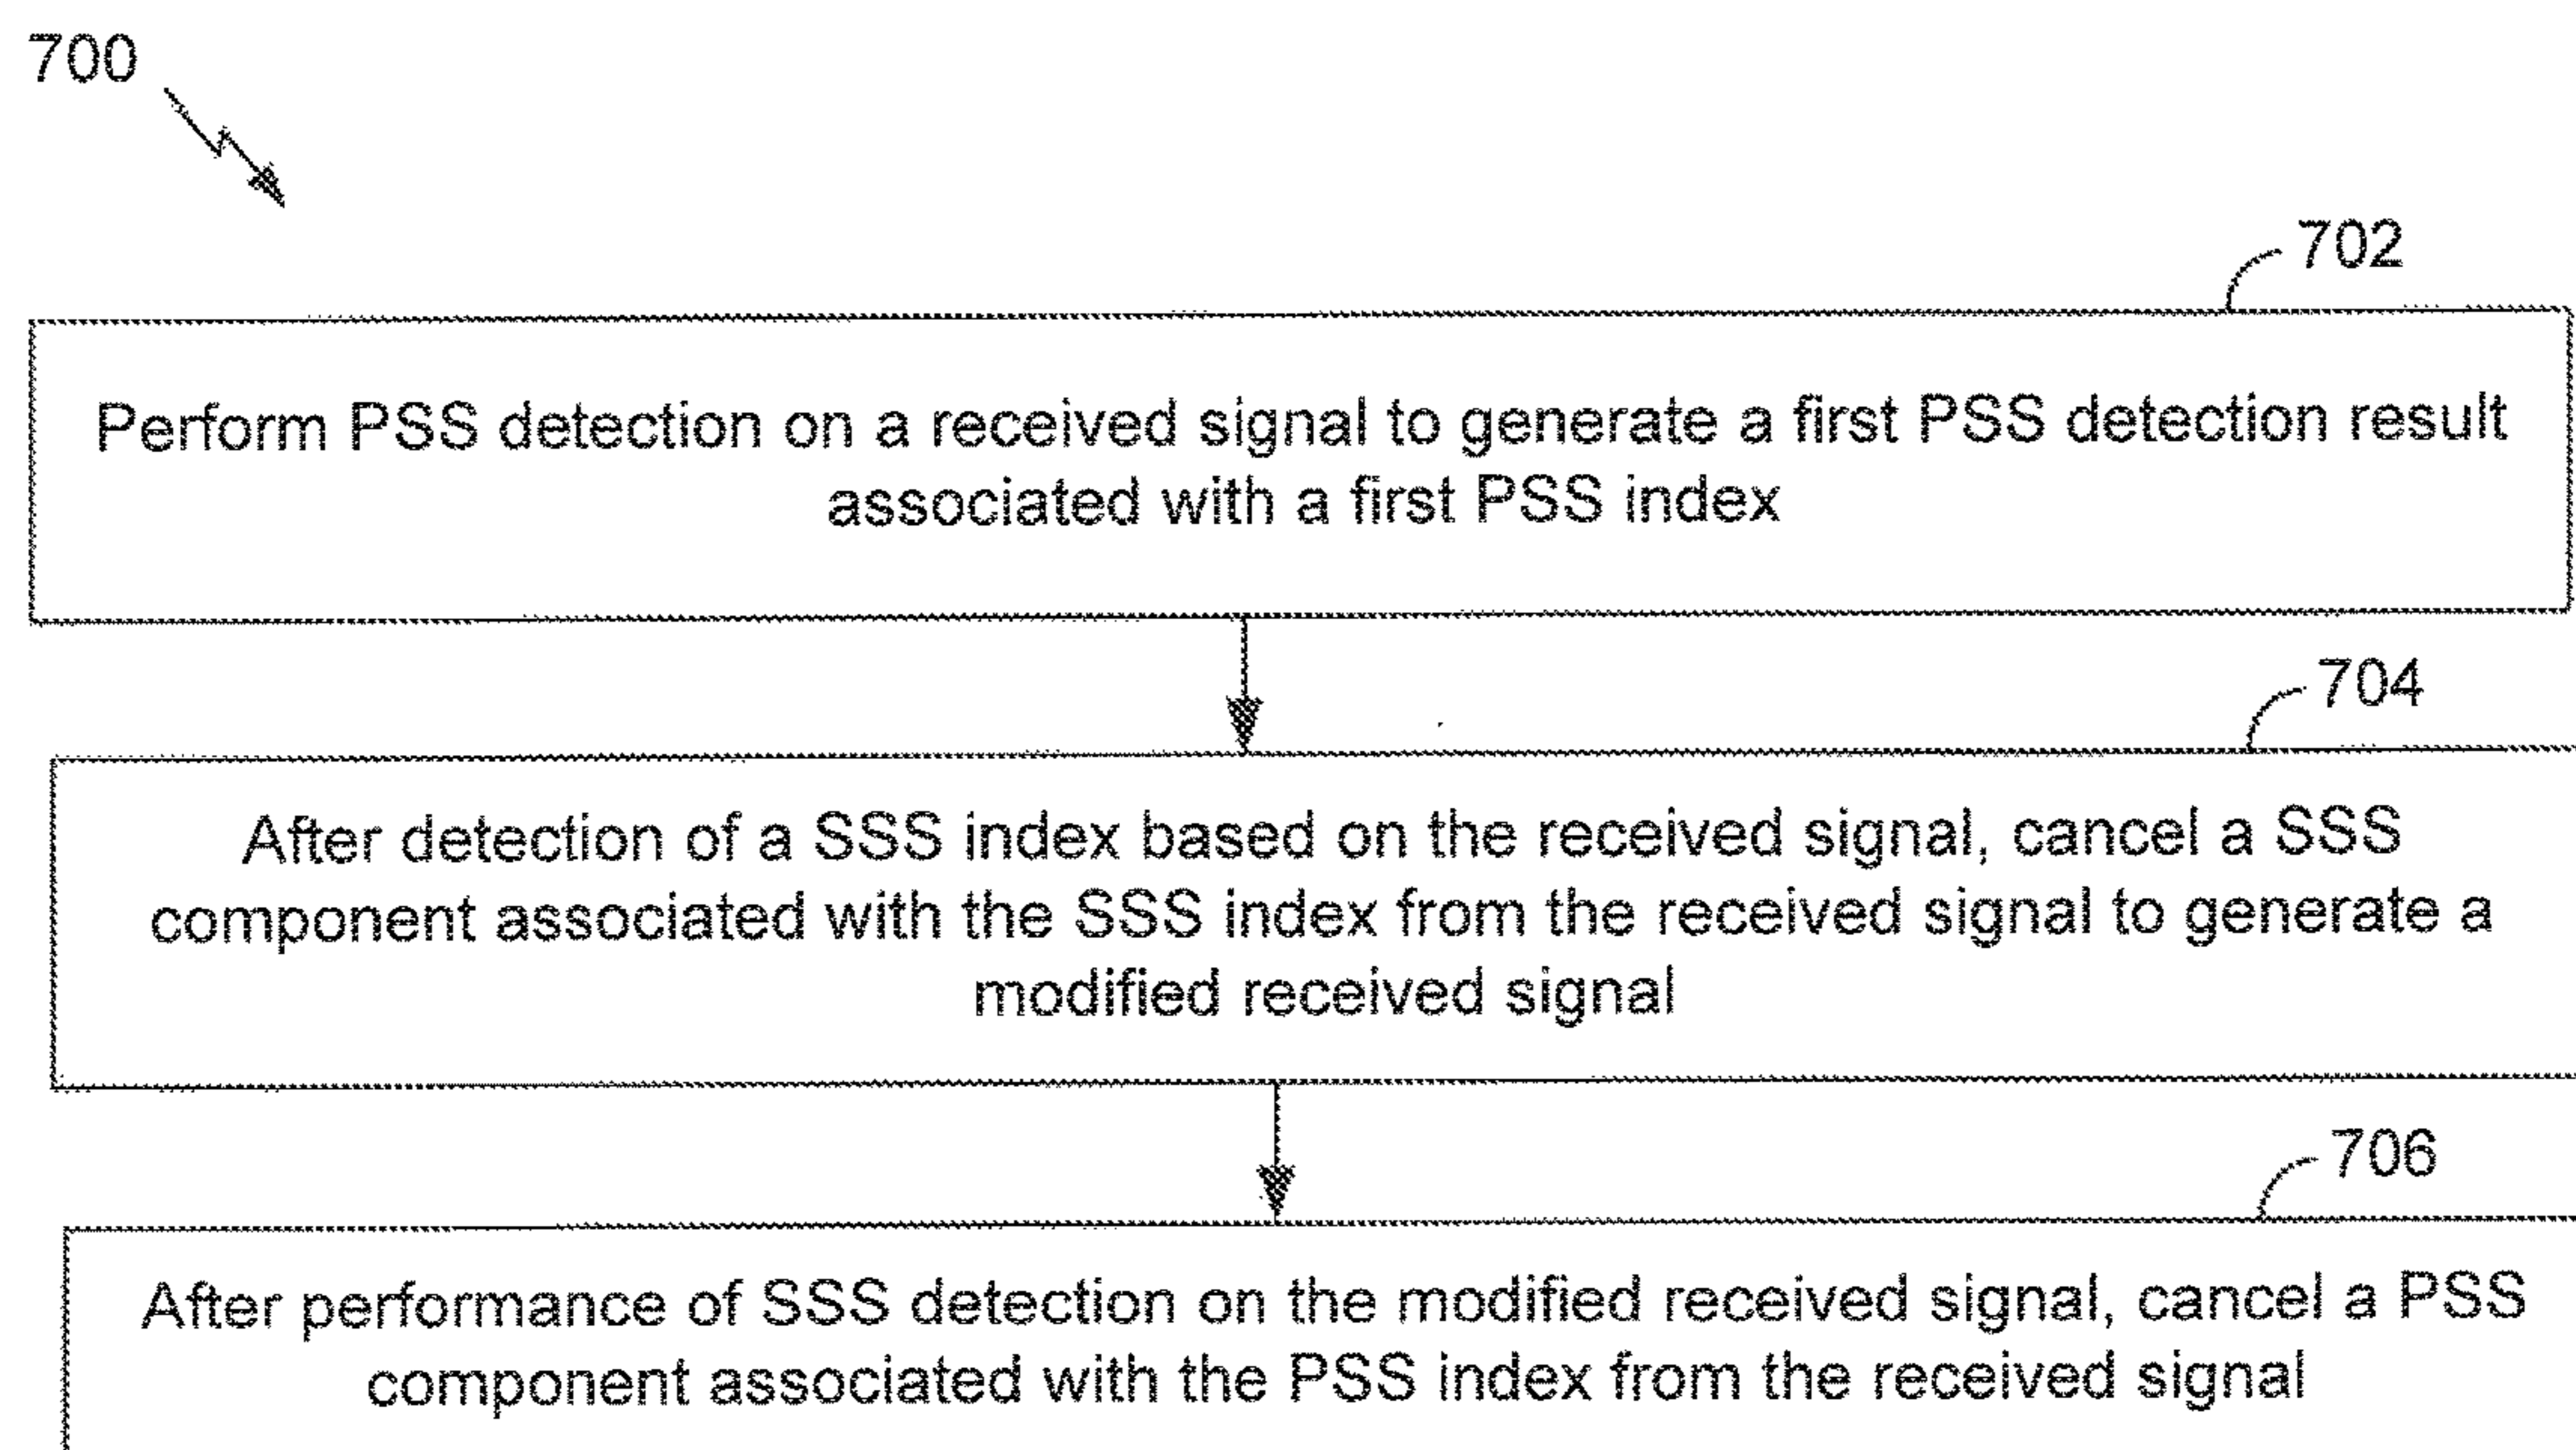 700
702
Perform PSS detection on a received signal to generate a first PSS detection result
associated with a first PSS index
704
After detection of a SSS index based on the received signal, cancel a SSS
component associated with the SSS index from the received signal to generate a
modified received signal
706
After performance of SSS detection on the modified received signal, cancel a PSS
component associated with the PSS index from the received signal